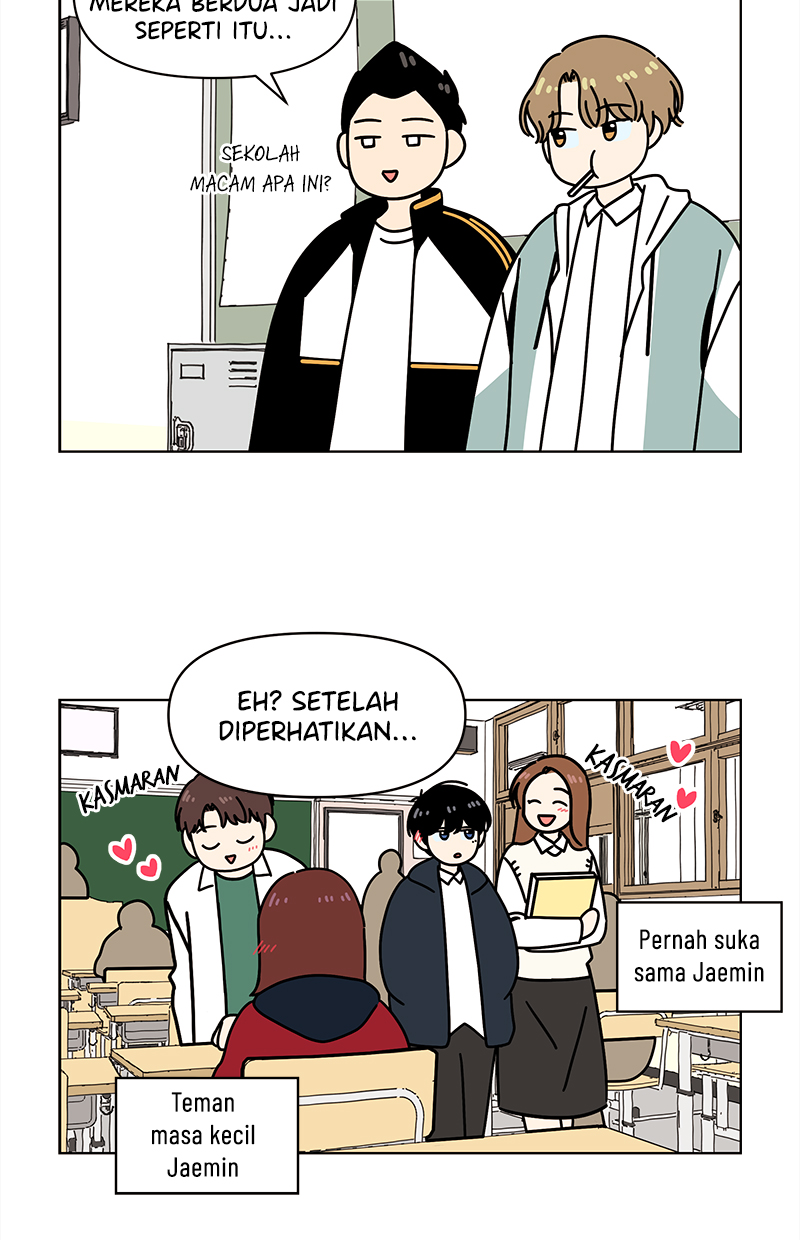 MEREKA BERDUA JADI
SEPERTI ITU...
SEKOLAH
MACAM APA INI?
EH? SETELAH
DIPERHATIKAN...
KASMARAN
KASMARAN
Pernah suka
sama Jaemin
Teman
masa kecil
Jaemin